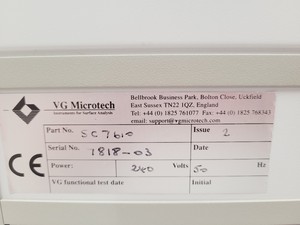 VG Microtech
Instruments for Surface Analysis
Bellbrook Business Park, Bolton Close, Uckfield
East Sussex TN22 1QZ, England
Tel: +44 (0) 1825 761077 Fax: +44 (0) 1825 768343
email: support@vgmicrotech.com
Part No. SC7610 Issue 2
Serial No. 1818-03 Date
CE Power: 240 Volts 50 Hz
VG functional test date Initial